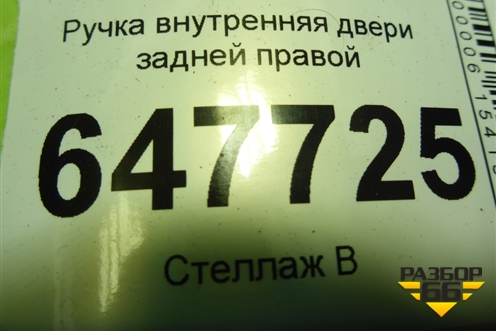 Ручка внутренняя двери
задней правой
647725
Стеллаж В
РАЗБОР
66